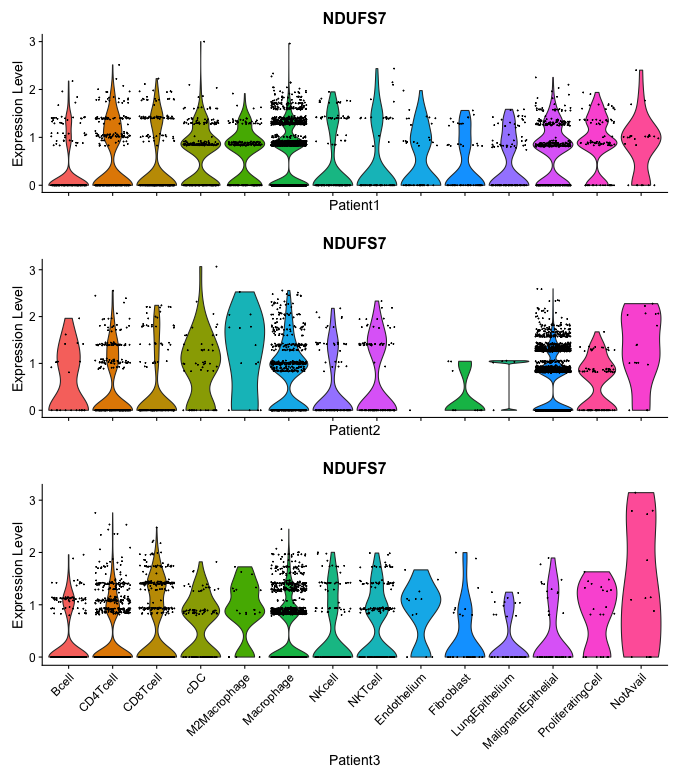 NDUFS7
Expression Level
3
2
1
0
Patient1
NDUFS7
Expression Level
3
2
1
0
Patient2
NDUFS7
Expression Level
3
2
1
0
Bcell
CD4Tcell
CD8Tcell
cDC
M2Macrophage
Macrophage
NKcell
NKTcell
Endothelium
Fibroblast
LungEpithelium
MalignantEpithelial
ProliferatingCell
NotAvail
Patient3